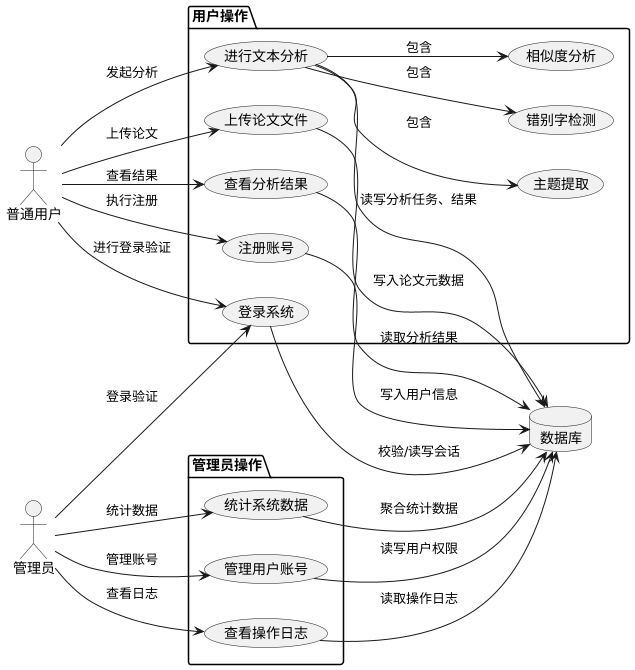 用户操作
进行文本分析
包含
相似度分析
发起分析
包含
上传论文文件
包含
错别字检测
上传论文
普通用户
查看结果
查看分析结果
主题提取
读写分析任务、结果
执行注册
注册账号
进行登录验证
写入论文元数据
登录系统
读取分析结果
登录验证
写入用户信息
数据库
校验/读写会话
管理员操作
统计数据
统计系统数据
聚合统计数据
管理员
管理账号
管理用户账号
读写用户权限
查看日志
查看操作日志
读取操作日志